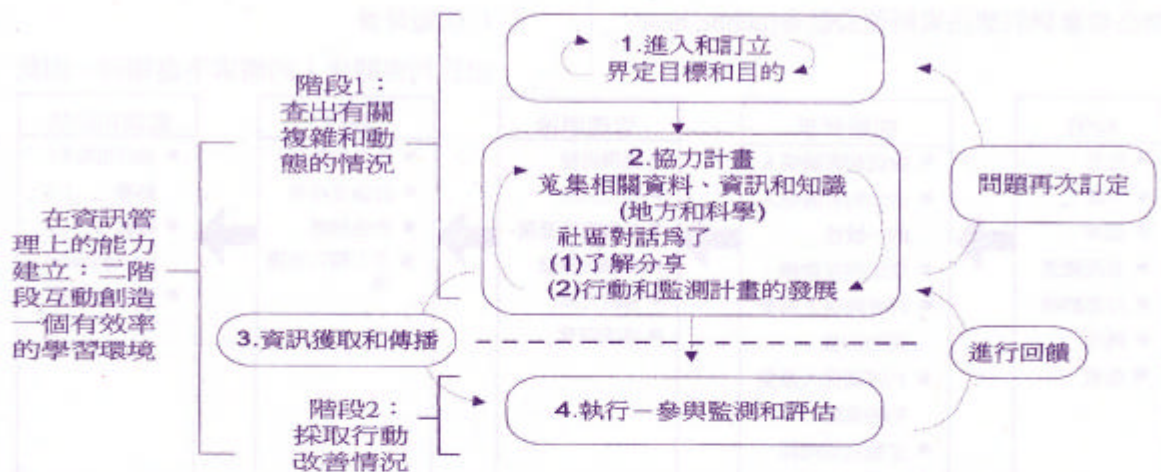 在資訊管
理上的能力
建立：二階
段互動創造
一個有效率
的學習環境
階段1：
查出有關
複雜和動
態的情況
1.進入和訂立
界定目標和目的
2.協力計畫
蒐集相關資料、資訊和知識
(地方和科學)
社區對話為了
(1)了解分享
(2)行動和監測計畫的發展
問題再次訂定
3.資訊獲取和傳播
進行回饋
階段2：
採取行動
改善情況
4.執行－參與監測和評估